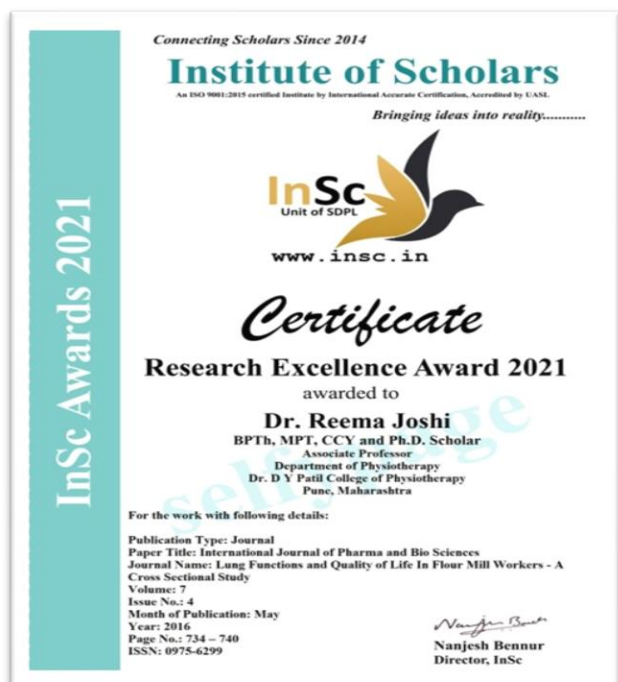 Connecting Scholars Since 2014
Institute of Scholars
An ISO 9001:2015 certified Institute by International Accurate Certification, Accredited by UASL
Bringing ideas into reality...........
InSc
Unit of SDPL
www.insc.in
InSc Awards 2021
Certificate
Research Excellence Award 2021
awarded to
Dr. Reema Joshi
BPTh, MPT, CCY and Ph.D. Scholar
Associate Professor
Department of Physiotherapy
Dr. D Y Patil College of Physiotherapy
Pune, Maharashtra
For the work with following details:
Publication Type: Journal
Paper Title: International Journal of Pharma and Bio Sciences
Journal Name: Lung Functions and Quality of Life In Flour Mill Workers - A
Cross Sectional Study
Volume: 7
Issue No.: 4
Month of Publication: May
Year: 2016
Page No.: 734 – 740
ISSN: 0975-6299
Nanjesh Bennur
Director, InSc